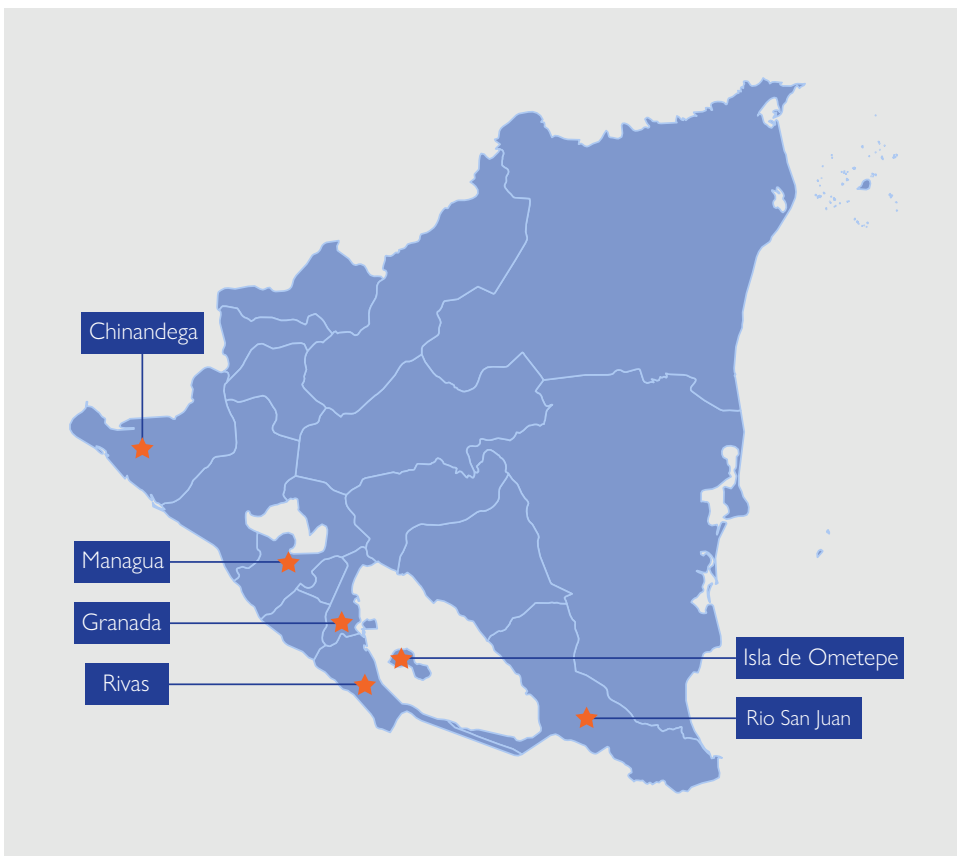 Chinandega
Managua
Granada
Rivas
Isla de Ometepe
Rio San Juan